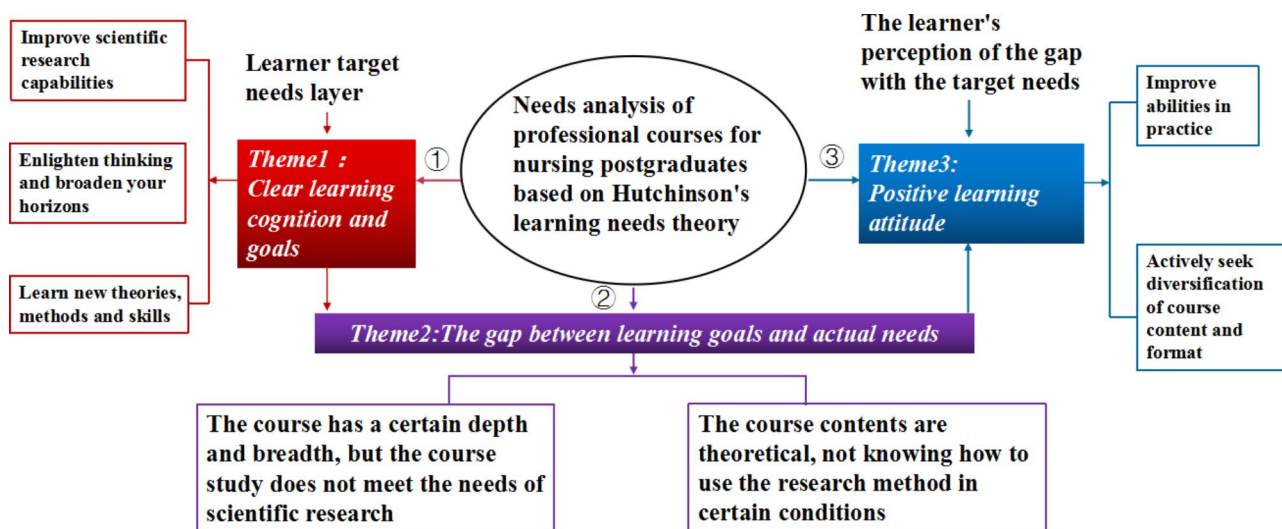 Improve scientific
research
capabilities
Enlighten thinking
and broaden your
horizons
Learn new theories,
methods and skills
Learner target
needs layer
Theme1：
Clear learning
cognition and
goals
①
Needs analysis of
professional courses for
nursing postgraduates
based on Hutchinson's
learning needs theory
②
③
The learner's
perception of the gap
with the target needs
Theme3:
Positive learning
attitude
Improve
abilities in
practice
Actively seek
diversification
of course
content and
format
Theme2:The gap between learning goals and actual needs
The course has a certain depth
and breadth, but the course
study does not meet the needs of
scientific research
The course contents are
theoretical, not knowing how to
use the research method in
certain conditions